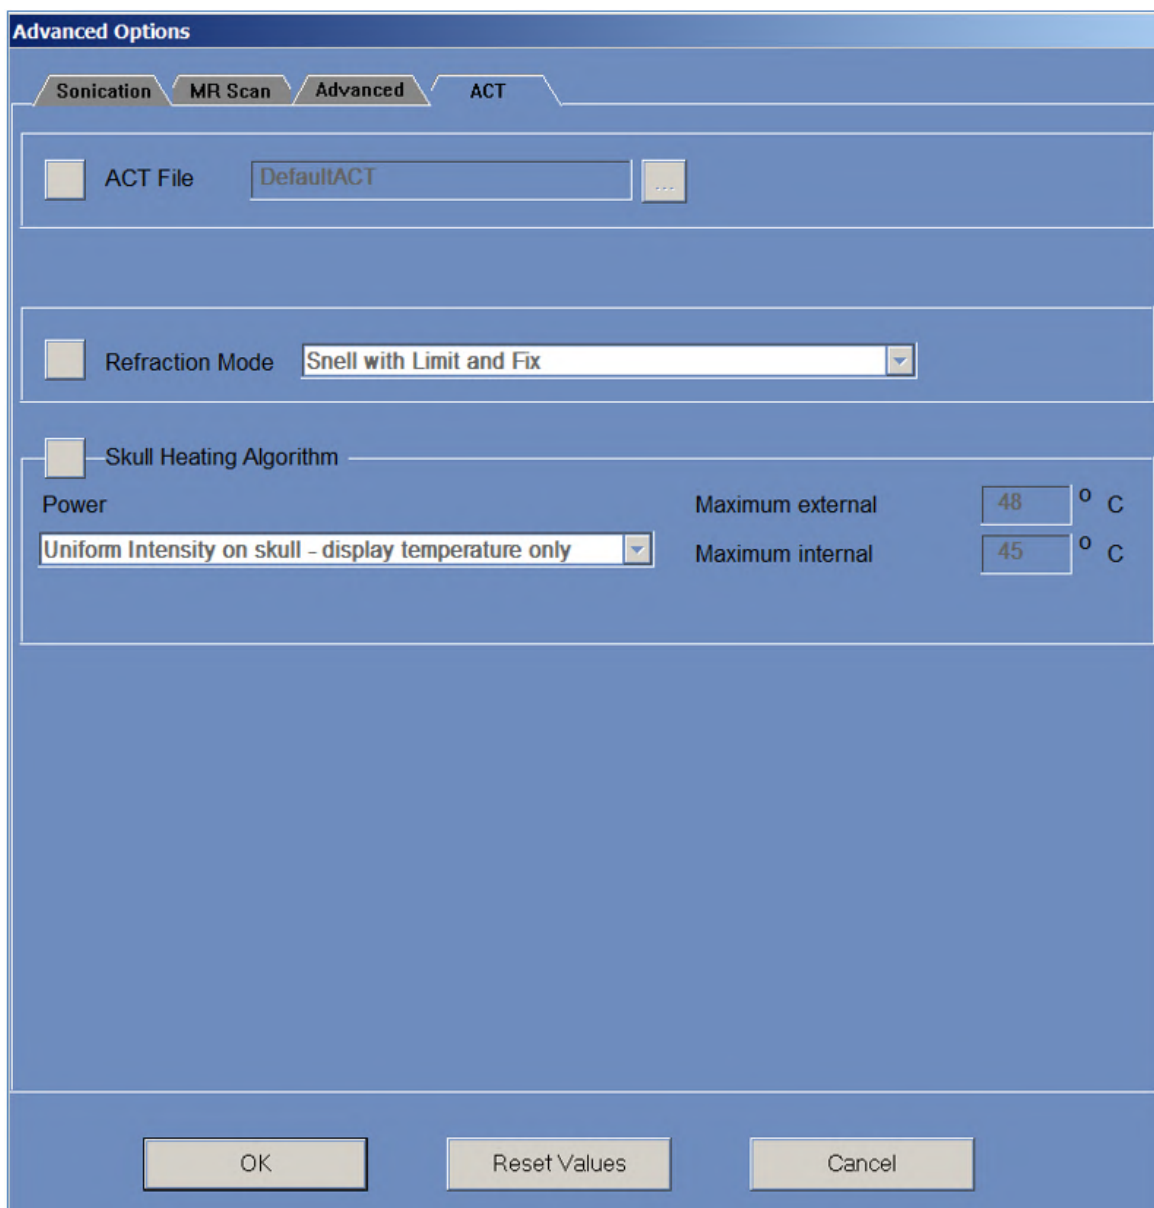 Advanced Options
Sonication MR Scan Advanced ACT
ACT File DefaultACT ...
Refraction Mode Snell with Limit and Fix
Skull Heating Algorithm
Power Maximum external 48 o C
Uniform Intensity on skull - display temperature only Maximum internal 45 o C
OK Reset Values Cancel